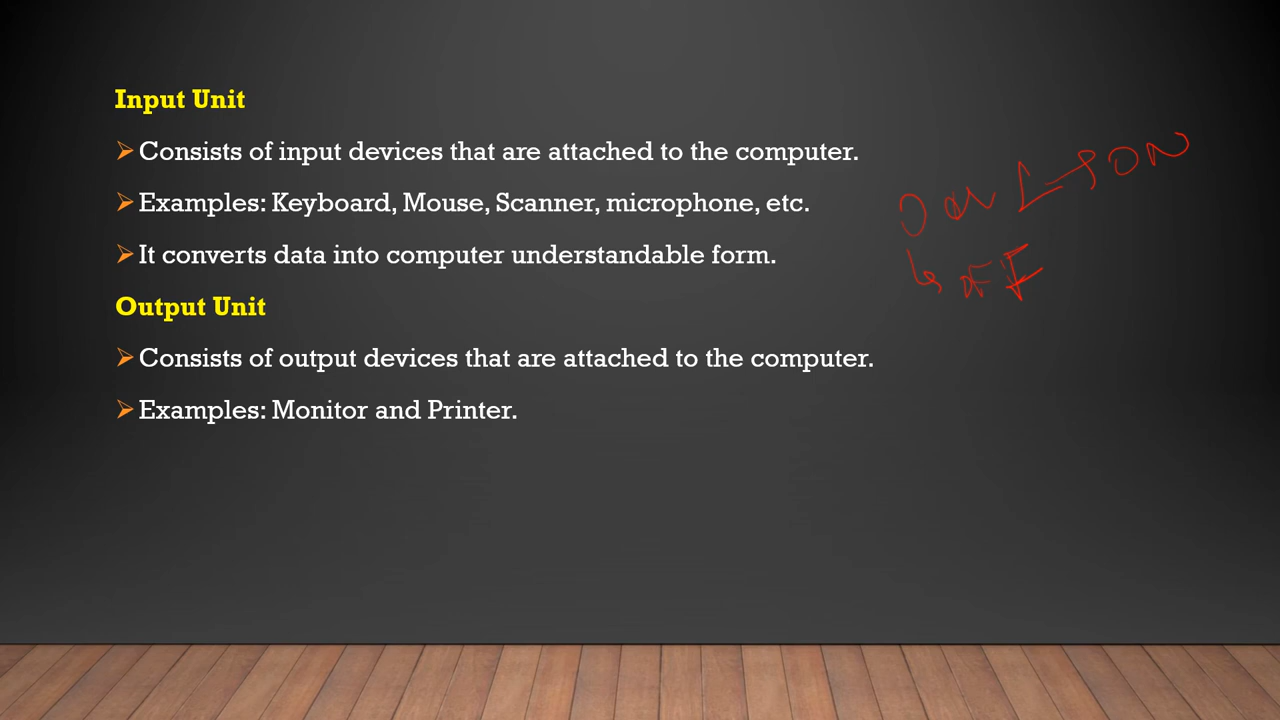 Input Unit
Consists of input devices that are attached to the computer.
Examples: Keyboard, Mouse, Scanner, microphone, etc.
It converts data into computer understandable form.
Output Unit
Consists of output devices that are attached to the computer.
Examples: Monitor and Printer.
ON
OFF